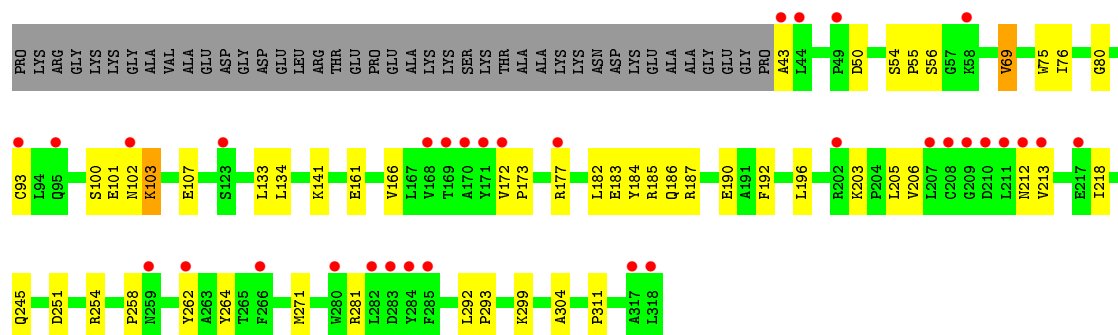 PRO LYS ARG GLY LYS LYS GLY ALA VAL ALA GLU ASP GLY ASP GLU LEU ARG THR GLU PRO GLU ALA LYS LYS SER LYS THR ALA ALA LYS LYS ASN ASP LYS GLU ALA ALA GLY GLU GLY PRO A43 L44 P49 D50 S54 P55 S56 G57 K58 V69 W75 I76 G80
C93 L94 Q95 S100 E101 N102 K103 E107 S123 L133 L134 K141 E161 V166 L167 V168 T169 A170 Y171 V172 P173 R177 L182 E183 Y184 R185 Q186 R187 E190 A191 F192 L196 R202 K203 P204 L205 V206 L207 C208 G209 D210 L211 N212 V213 E217 I218
Q245 D251 R254 P258 N259 Y262 A263 Y264 T265 F266 M271 W280 R281 L282 D283 Y284 F285 L292 P293 K299 A304 P311 A317 L318